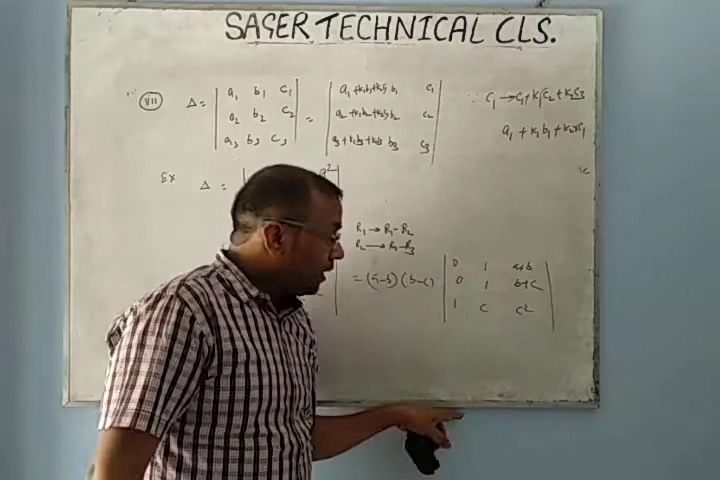 SAGER TECHNICAL CLS.
VII Δ = | a₁ b₁ c₁ | = | a₁+k₁b₁+k₂c₁ b₁ c₁ | ∵ C₁ → C₁+K₁C₂+K₂C₃
| a₂ b₂ c₂ | | a₂+k₁b₂+k₂c₂ b₂ c₂ | a₁ + k₁b₁ + k₂c₁
| a₃ b₃ c₃ | | a₃+k₁b₃+k₂c₃ b₃ c₃ |
Ex Δ = a²
R₁ → R₁-R₂
R₂ → R₂-R₃
= (a-b) (b-c) | 0 1 a+b |
| 0 1 b+c |
| 1 c c² |